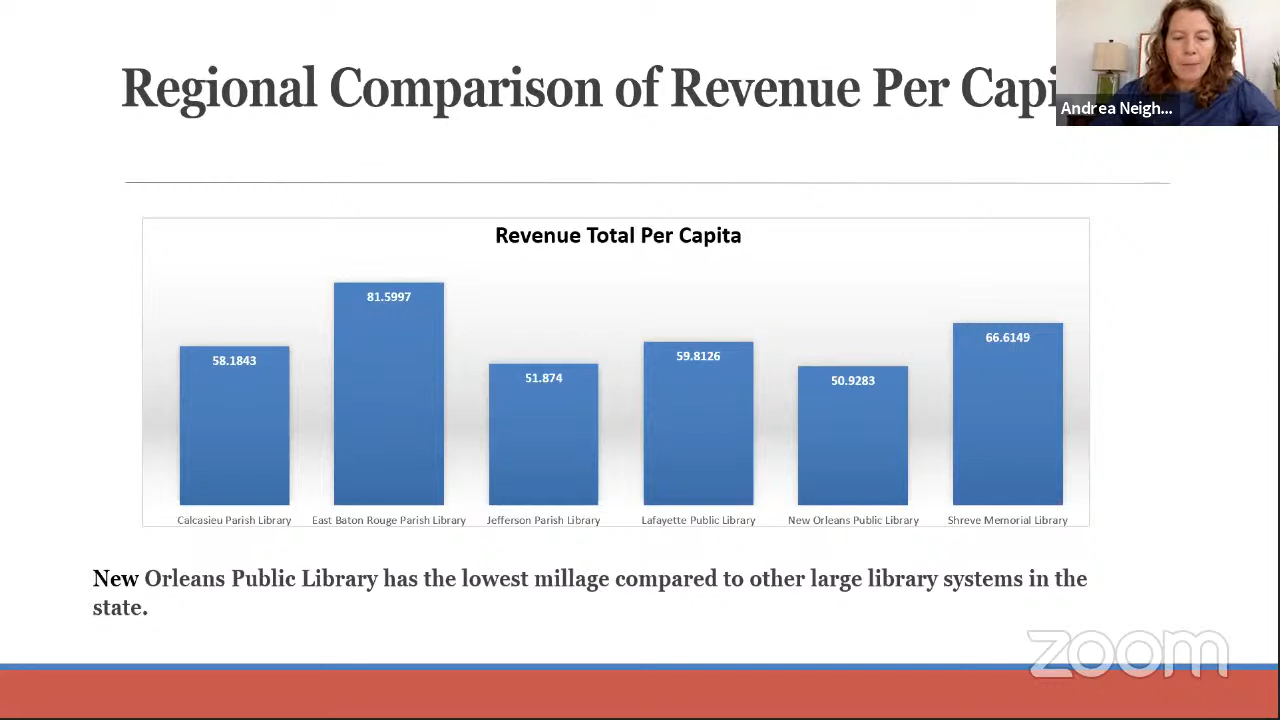 Regional Comparison of Revenue Per Capi
Andrea Neigh...
Revenue Total Per Capita
58.1843
81.5997
51.874
59.8126
50.9283
66.6149
Calcasieu Parish Library
East Baton Rouge Parish Library
Jefferson Parish Library
Lafayette Public Library
New Orleans Public Library
Shreve Memorial Library
New Orleans Public Library has the lowest millage compared to other large library systems in the
state.
zoom